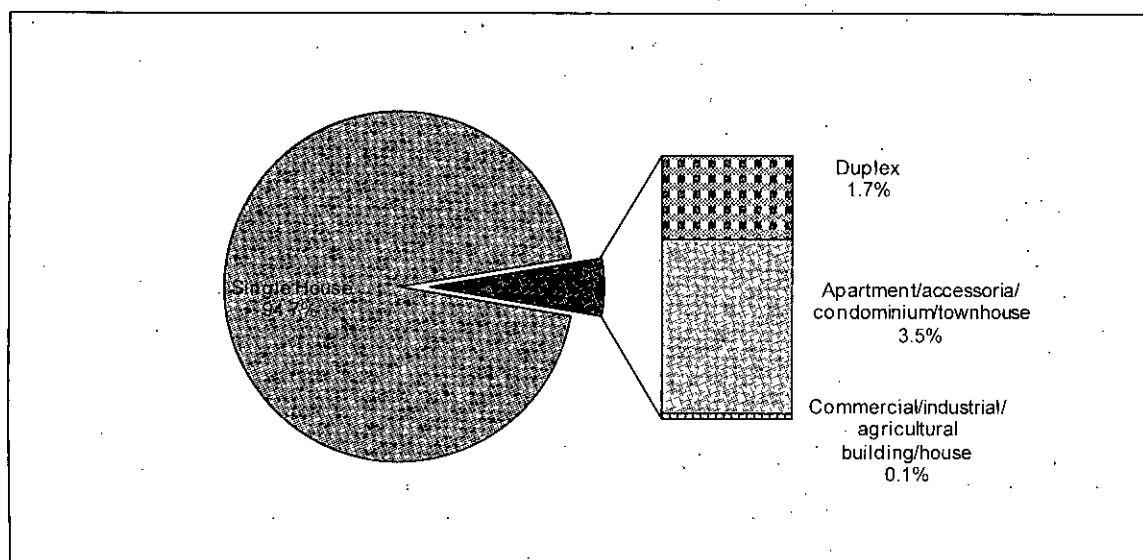 Single House
94.7%
Duplex
1.7%
Apartment/accessoria/
condominium/townhouse
3.5%
Commercial/industrial/
agricultural
building/house
0.1%